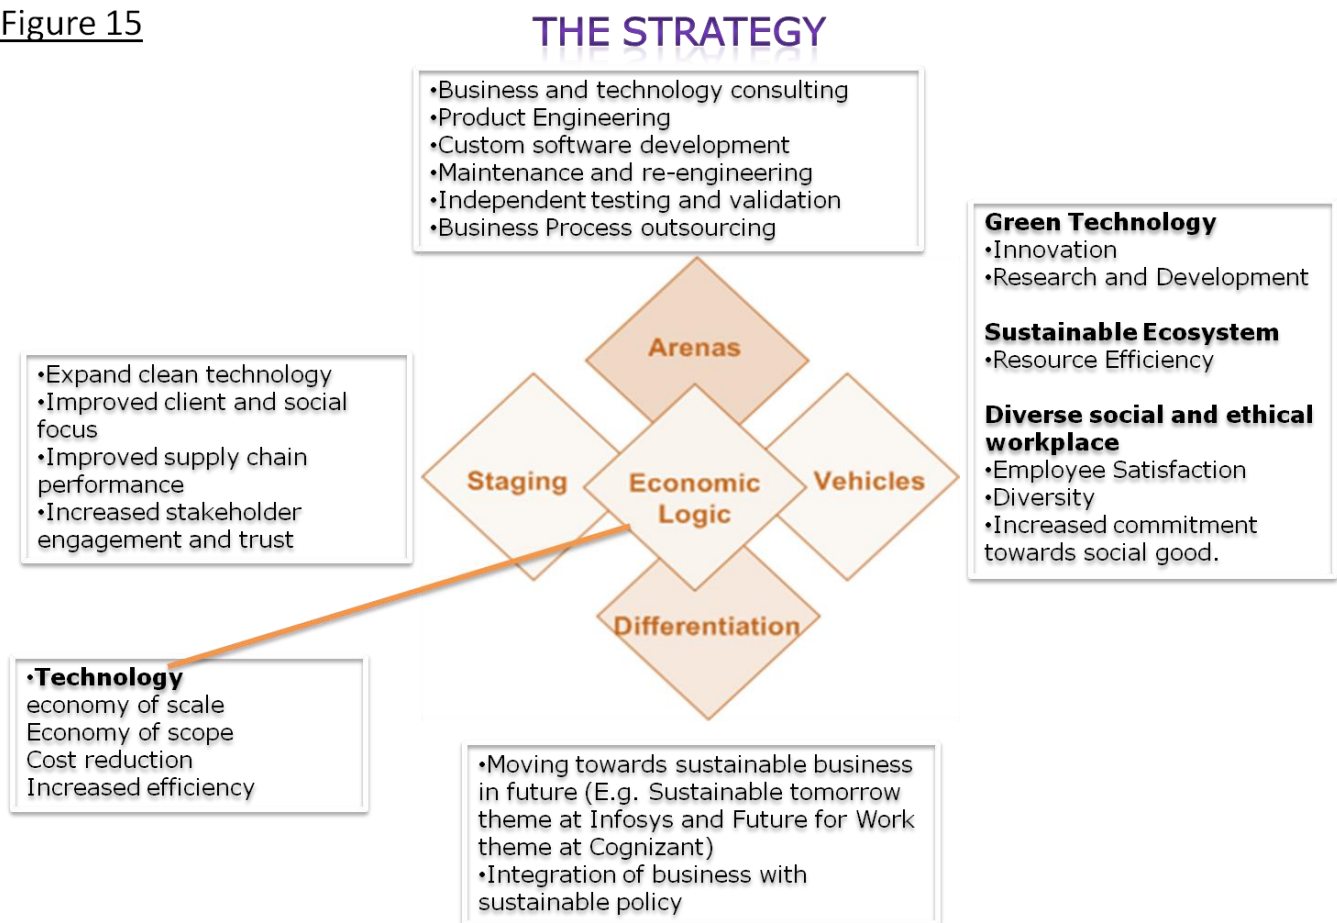 Figure 15
THE STRATEGY
•Business and technology consulting
•Product Engineering
•Custom software development
•Maintenance and re-engineering
•Independent testing and validation
•Business Process outsourcing
Green Technology
•Innovation
•Research and Development
Sustainable Ecosystem
•Resource Efficiency
Diverse social and ethical
workplace
•Employee Satisfaction
•Diversity
•Increased commitment
towards social good.
•Expand clean technology
•Improved client and social
focus
•Improved supply chain
performance
•Increased stakeholder
engagement and trust
Arenas
Staging
Economic
Logic
Vehicles
Differentiation
•Technology
economy of scale
Economy of scope
Cost reduction
Increased efficiency
•Moving towards sustainable business
in future (E.g. Sustainable tomorrow
theme at Infosys and Future for Work
theme at Cognizant)
•Integration of business with
sustainable policy